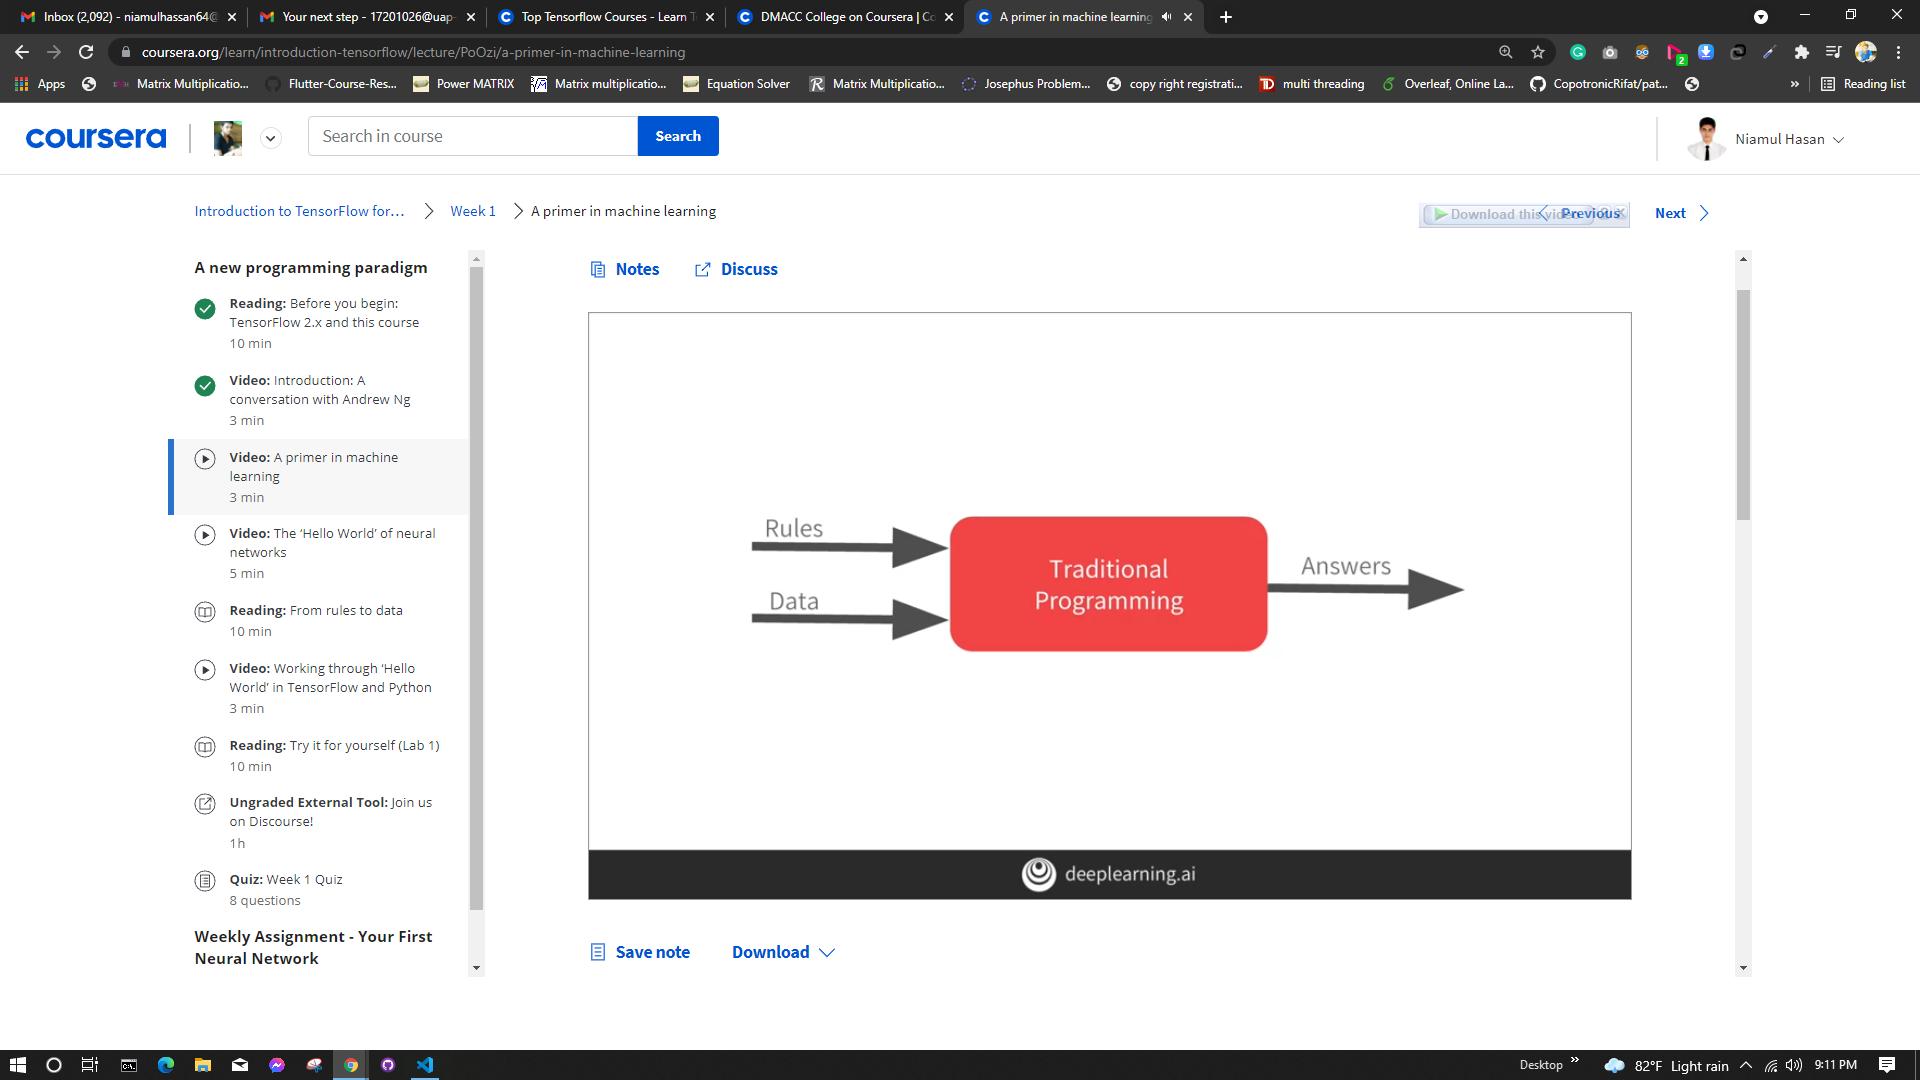 Inbox (2,092) - niamulhassan64@
Your next step - 17201026@uap-
Top Tensorflow Courses - Learn T
DMACC College on Coursera | Co
A primer in machine learning
coursera.org/learn/introduction-tensorflow/lecture/PoOzi/a-primer-in-machine-learning
2
Apps
Matrix Multiplicatio...
Flutter-Course-Res...
Power MATRIX
Matrix multiplicatio...
Equation Solver
Matrix Multiplicatio...
Josephus Problem...
copy right registrati...
multi threading
Overleaf, Online La...
CopotronicRifat/pat...
»
Reading list
coursera
Search in course
Search
Niamul Hasan
Introduction to TensorFlow for...
Week 1
A primer in machine learning
Download this video
Previous
Next
A new programming paradigm
Reading: Before you begin:
TensorFlow 2.x and this course
10 min
Video: Introduction: A
conversation with Andrew Ng
3 min
Video: A primer in machine
learning
3 min
Video: The ‘Hello World’ of neural
networks
5 min
Reading: From rules to data
10 min
Video: Working through ‘Hello
World’ in TensorFlow and Python
3 min
Reading: Try it for yourself (Lab 1)
10 min
Ungraded External Tool: Join us
on Discourse!
1h
Quiz: Week 1 Quiz
8 questions
Weekly Assignment - Your First
Neural Network
Notes
Discuss
Rules
Data
Traditional
Programming
Answers
deeplearning.ai
Save note
Download
Desktop »
82°F Light rain
9:11 PM